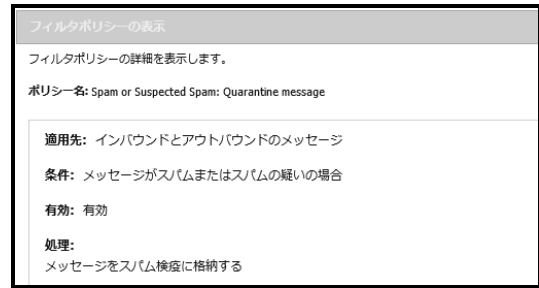 フィルタポリシーの表示
フィルタポリシーの詳細を表示します。
ポリシー名: Spam or Suspected Spam: Quarantine message
適用先: インバウンドとアウトバウンドのメッセージ
条件: メッセージがスパムまたはスパムの疑いの場合
有効: 有効
処理:
メッセージをスパム検疫に格納する